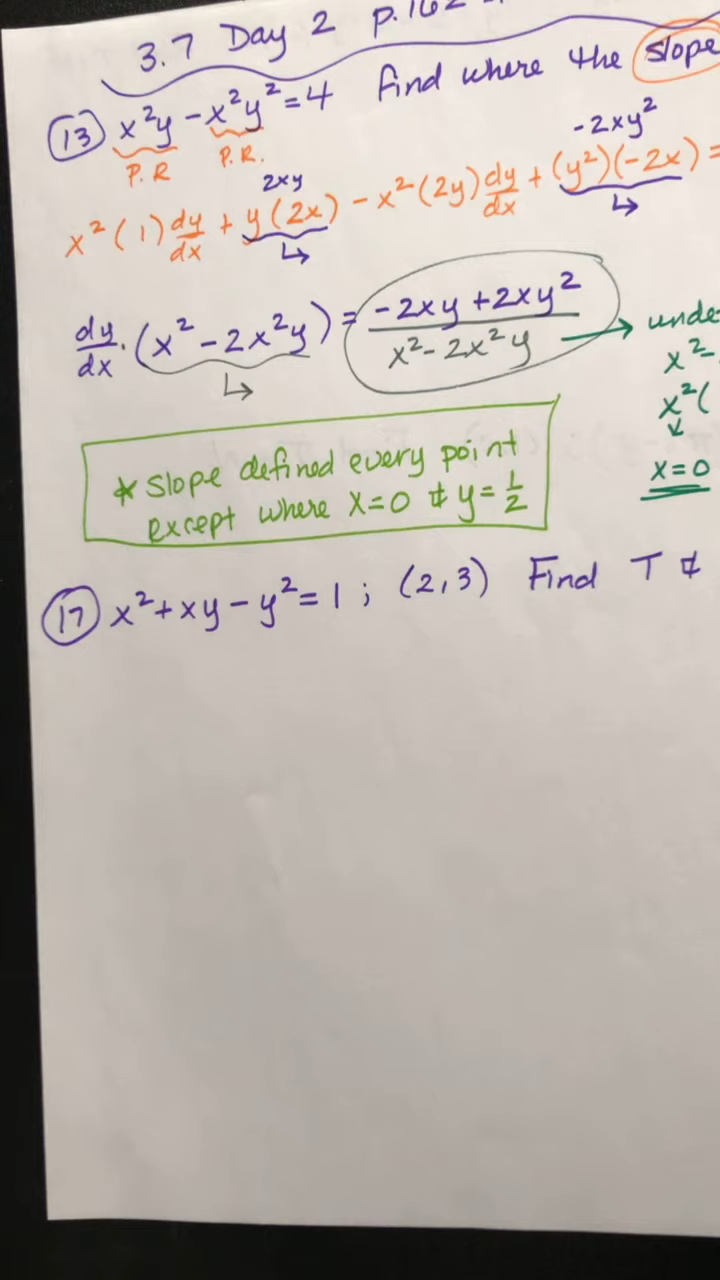 3.7 Day 2 p.162
(13) x²y - x²y² = 4 Find where the slope
P.R P.R.
2xy -2xy²
x²(1)dy/dx + y(2x) - x²(2y)dy/dx + (y²)(-2x) =
dy/dx · (x² - 2x²y) = (-2xy + 2xy²)/(x² - 2x²y) → unde
x²-
x²(
x=0
* slope defined every point
except where x=0 & y=1/2
(17) x² + xy - y² = 1 ; (2,3) Find T &